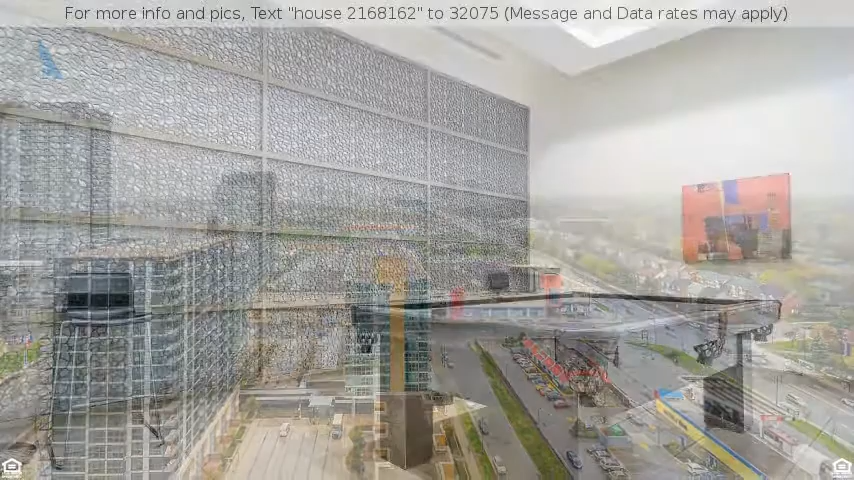 For more info and pics, Text "house 2168162" to 32075 (Message and Data rates may apply)